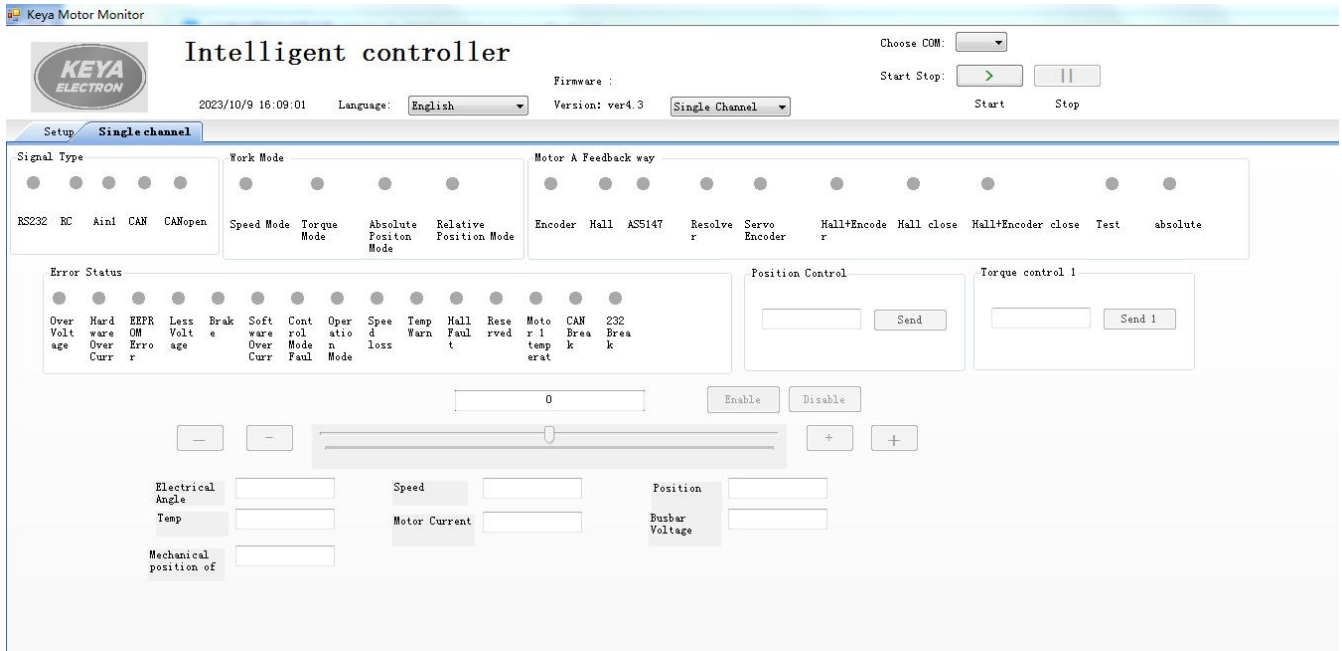 Keya Motor Monitor
KEYA
ELECTRON
Intelligent controller
Choose COM:
Firmware :
Start Stop:
2023/10/9 16:09:01
Language:
English
Version: ver4.3
Single Channel
Start
Stop
Setup
Single channel
Signal Type
RS232
RC
Ain1
CAN
CANopen
Work Mode
Speed Mode
Torque
Mode
Absolute
Positon
Mode
Relative
Position Mode
Motor A Feedback way
Encoder
Hall
AS5147
Resolve
r
Servo
Encoder
Hall+Encode
r
Hall close
Hall+Encoder close
Test
absolute
Error Status
Over
Volt
age
Hard
ware
Over
Curr
EEPR
OM
Erro
r
Less
Volt
age
Brak
e
Soft
ware
Over
Curr
Cont
rol
Mode
Faul
Oper
atio
n
Mode
Spee
d
loss
Temp
Warn
Hall
Faul
t
Rese
rved
Moto
r 1
temp
erat
CAN
Brea
k
232
Brea
k
Position Control
Send
Torque control 1
Send 1
0
Enable
Disable
—
-
+
+
Electrical
Angle
Speed
Position
Temp
Motor Current
Busbar
Voltage
Mechanical
position of